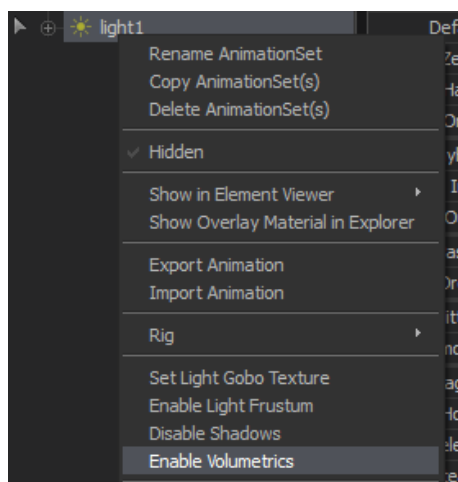 light1
Rename AnimationSet
Copy AnimationSet(s)
Delete AnimationSet(s)
Hidden
Show in Element Viewer
Show Overlay Material in Explorer
Export Animation
Import Animation
Rig
Set Light Gobo Texture
Enable Light Frustum
Disable Shadows
Enable Volumetrics